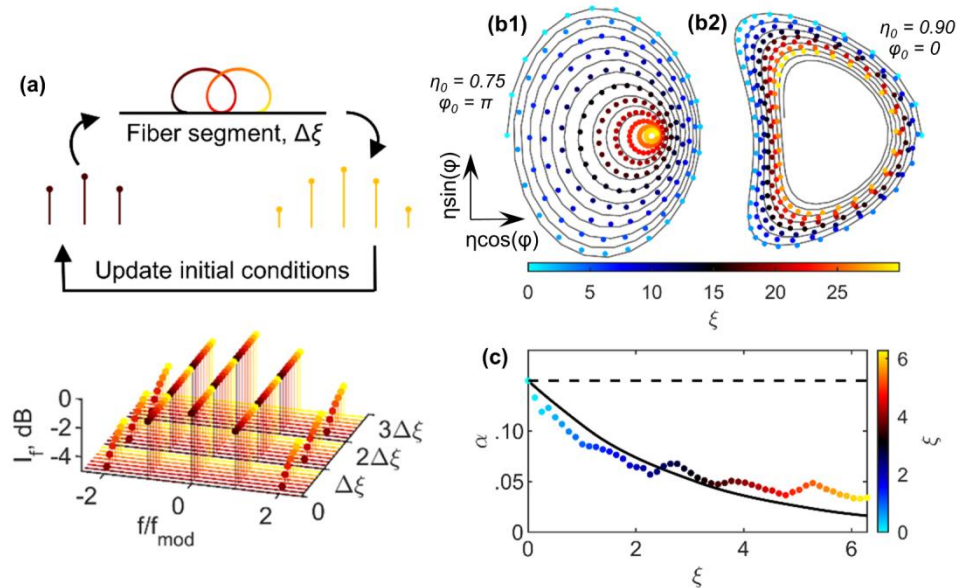 (a)
Fiber segment, Δξ
Update initial conditions
0
-2
-4
I_f, dB
-2
0
2
f/f_mod
0
Δξ
2Δξ
3Δξ
(b1)
η₀ = 0.75
φ₀ = π
ηsin(φ)
ηcos(φ)
(b2)
η₀ = 0.90
φ₀ = 0
0
5
10
15
20
25
ξ
(c)
α
.10
.05
0
0
2
4
6
ξ
6
4
2
0
ξ